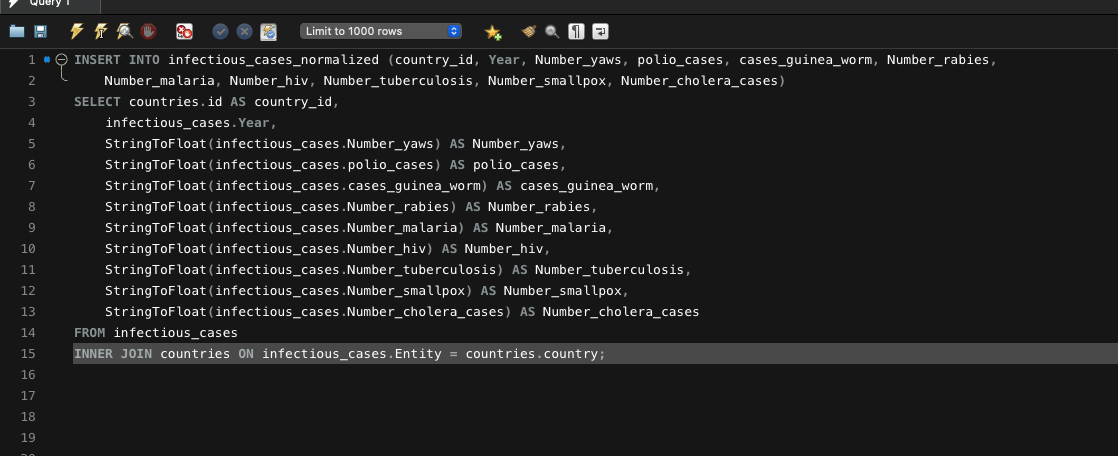 Query 1
Limit to 1000 rows
1 INSERT INTO infectious_cases_normalized (country_id, Year, Number_yaws, polio_cases, cases_guinea_worm, Number_rabies,
2 Number_malaria, Number_hiv, Number_tuberculosis, Number_smallpox, Number_cholera_cases)
3 SELECT countries.id AS country_id,
4 infectious_cases.Year,
5 StringToFloat(infectious_cases.Number_yaws) AS Number_yaws,
6 StringToFloat(infectious_cases.polio_cases) AS polio_cases,
7 StringToFloat(infectious_cases.cases_guinea_worm) AS cases_guinea_worm,
8 StringToFloat(infectious_cases.Number_rabies) AS Number_rabies,
9 StringToFloat(infectious_cases.Number_malaria) AS Number_malaria,
10 StringToFloat(infectious_cases.Number_hiv) AS Number_hiv,
11 StringToFloat(infectious_cases.Number_tuberculosis) AS Number_tuberculosis,
12 StringToFloat(infectious_cases.Number_smallpox) AS Number_smallpox,
13 StringToFloat(infectious_cases.Number_cholera_cases) AS Number_cholera_cases
14 FROM infectious_cases
15 INNER JOIN countries ON infectious_cases.Entity = countries.country;
16
17
18
19